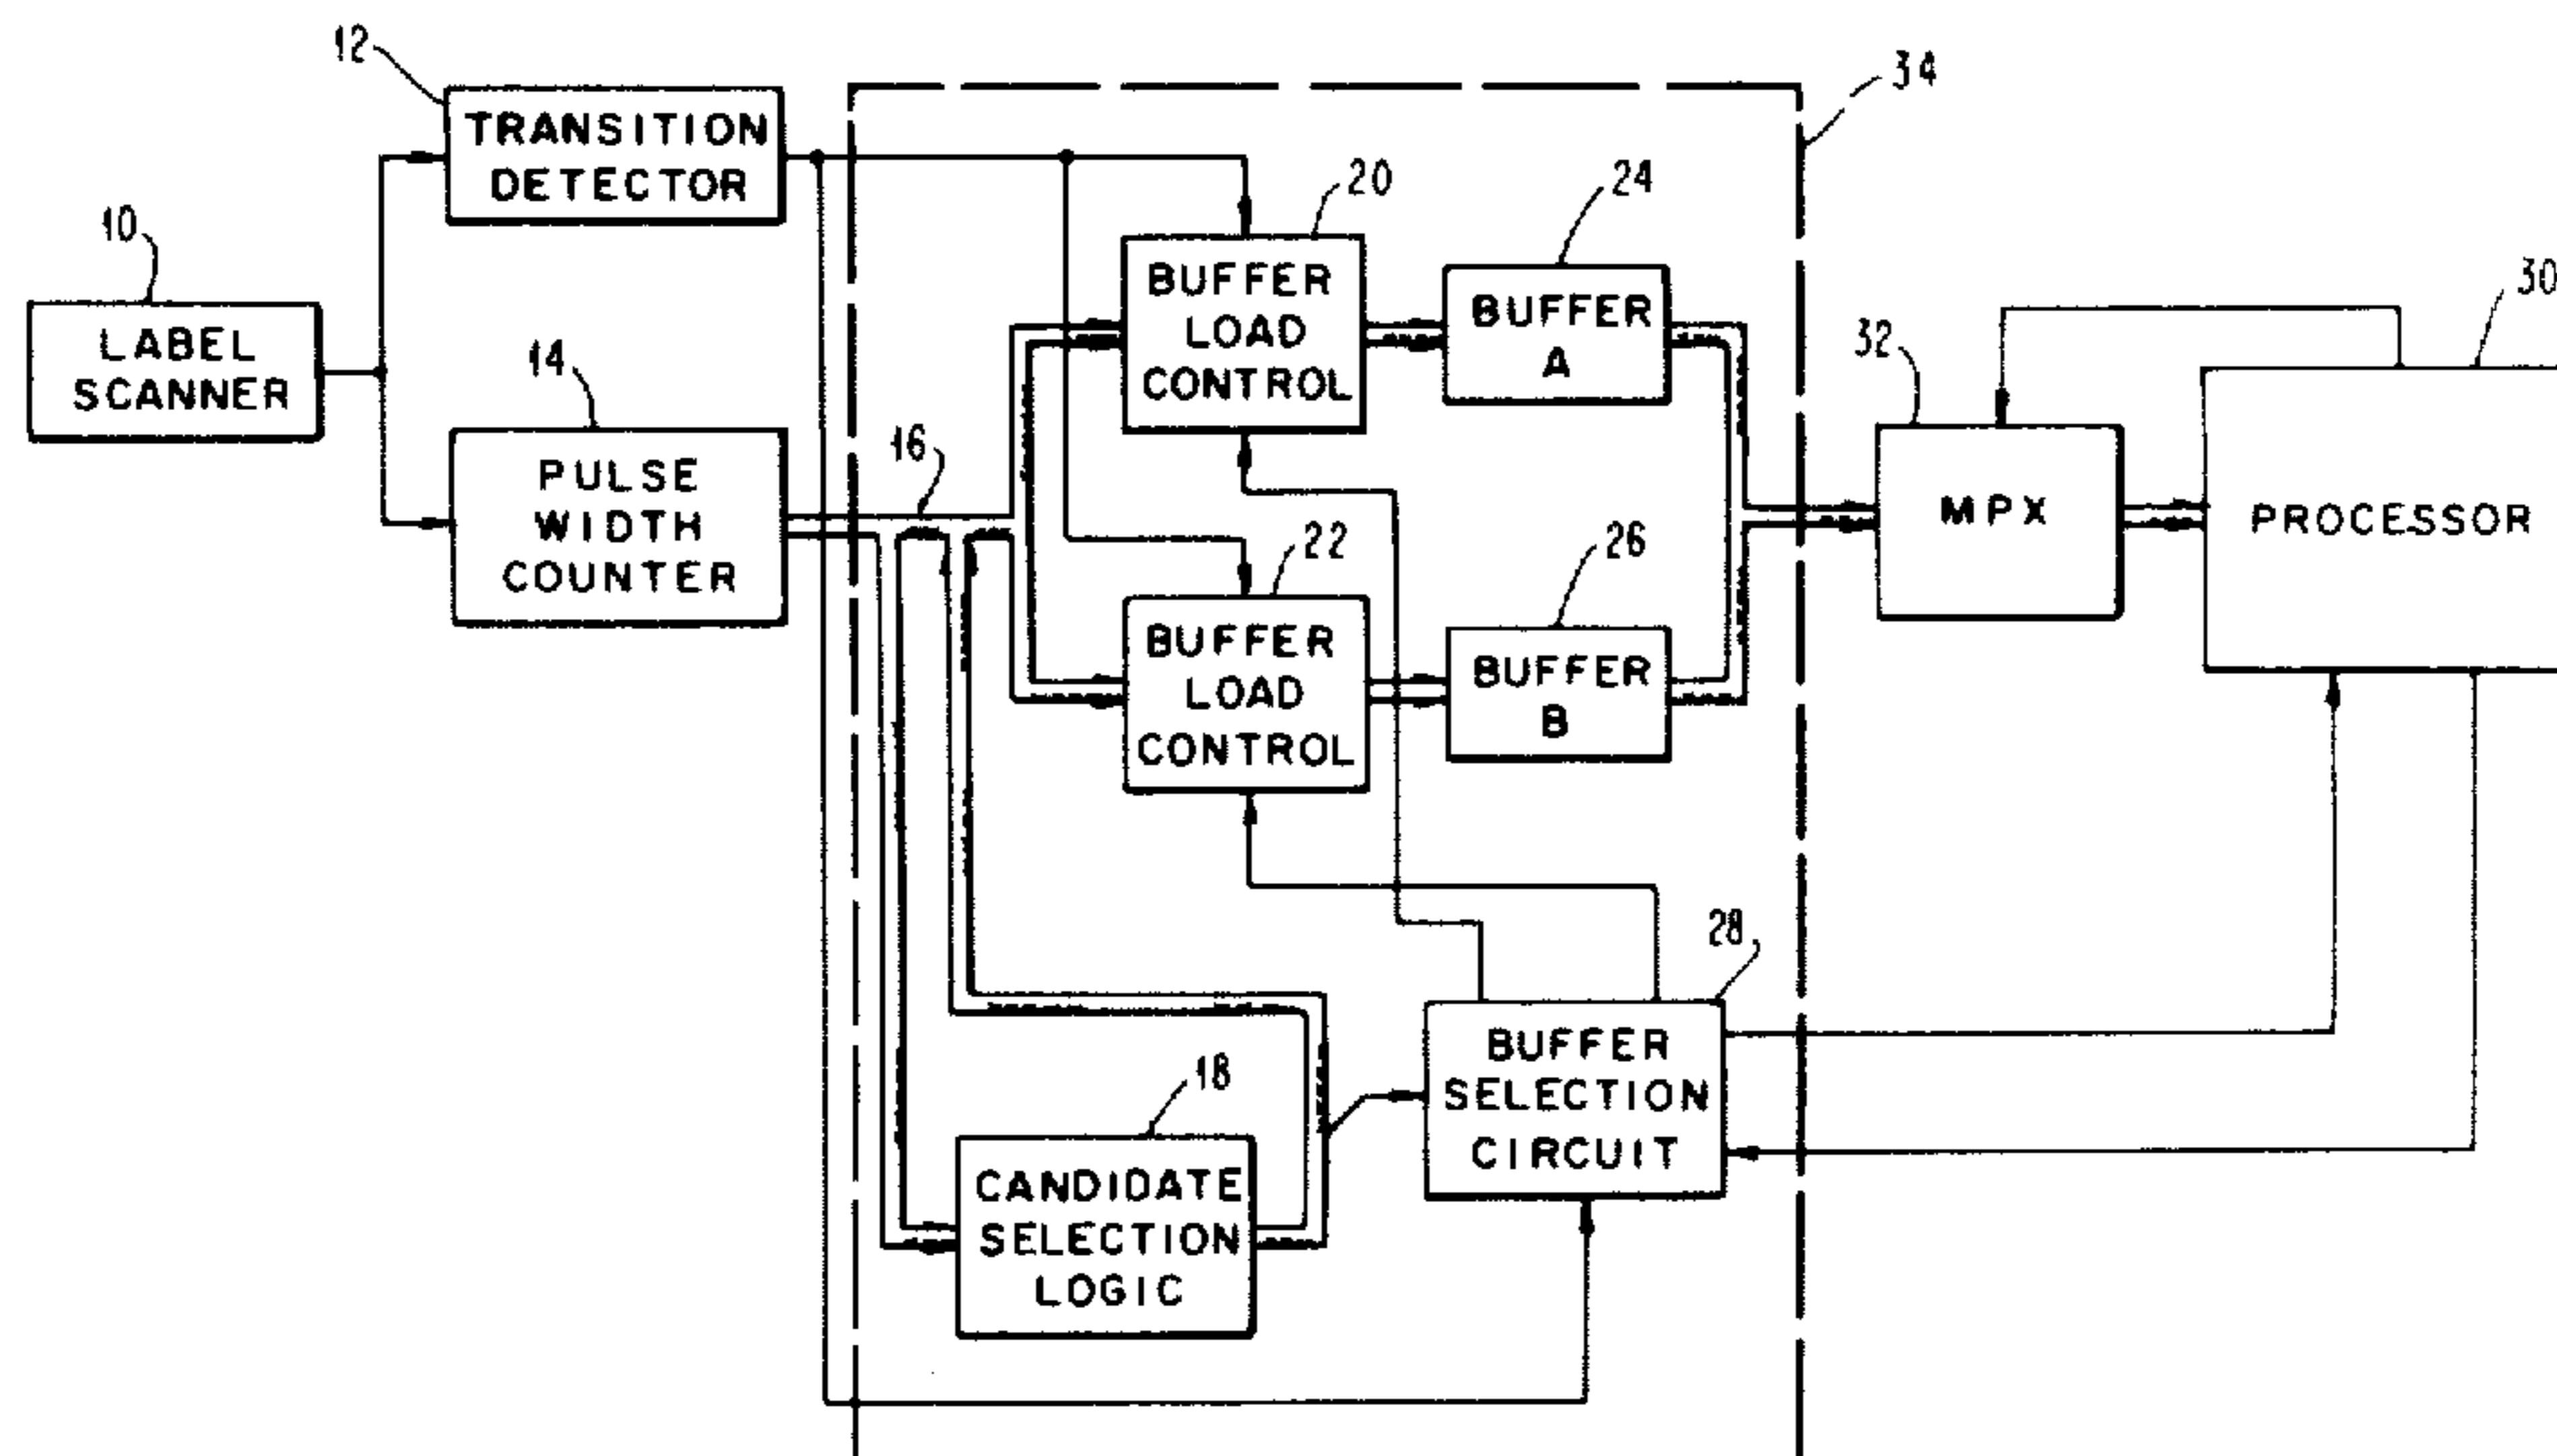 12
34
TRANSITION
DETECTOR
20
24
10
BUFFER
LOAD
CONTROL
BUFFER
A
30
LABEL
SCANNER
14
32
16
PULSE
WIDTH
COUNTER
MPX
PROCESSOR
22
26
BUFFER
LOAD
CONTROL
BUFFER
B
28
18
BUFFER
SELECTION
CIRCUIT
CANDIDATE
SELECTION
LOGIC